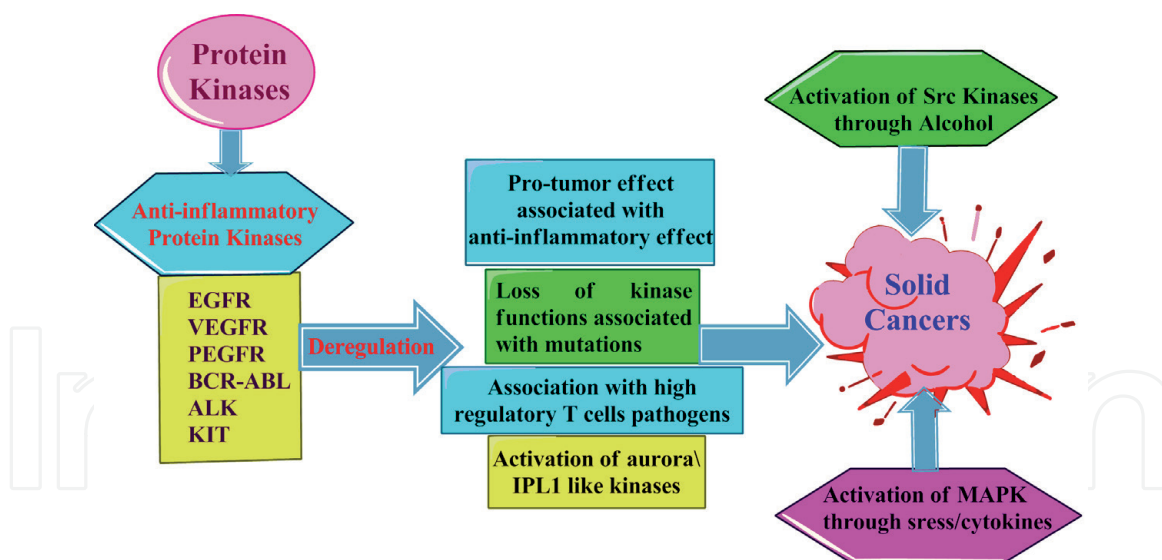 Protein
Kinases
Anti-inflammatory
Protein Kinases
EGFR
VEGFR
PEGFR
BCR-ABL
ALK
KIT
Deregulation
Pro-tumor effect
associated with
anti-inflammatory effect
Loss of kinase
functions associated
with mutations
Association with high
regulatory T cells pathogens
Activation of aurora\
IPL1 like kinases
Activation of Src Kinases
through Alcohol
Solid
Cancers
Activation of MAPK
through sress/cytokines